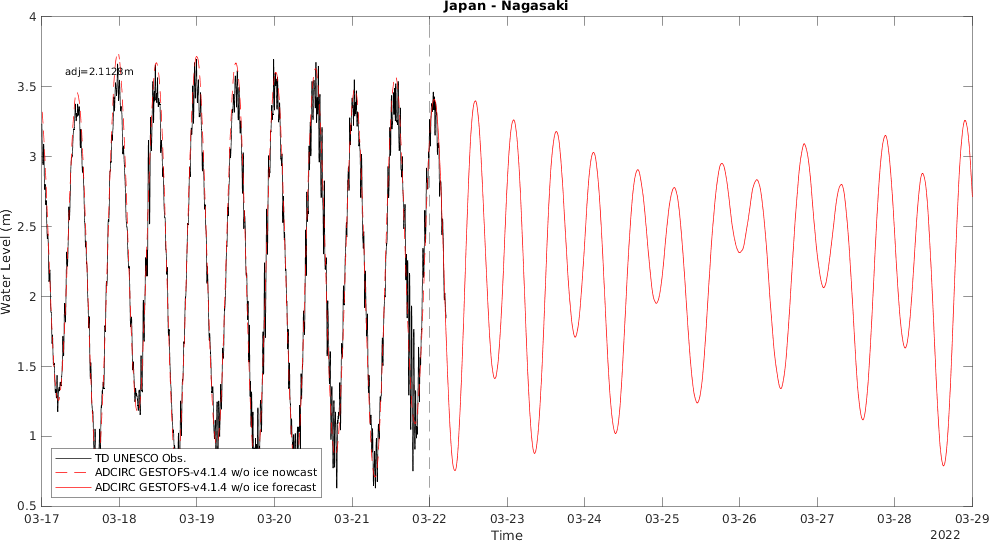 Japan - Nagasaki
adj=2.1128m
Water Level (m)
4
3.5
3
2.5
2
1.5
1
0.5
TD UNESCO Obs.
ADCIRC GESTOFS-v4.1.4 w/o ice nowcast
ADCIRC GESTOFS-v4.1.4 w/o ice forecast
03-17 03-18 03-19 03-20 03-21 03-22 03-23 03-24 03-25 03-26 03-27 03-28 03-29
Time
2022